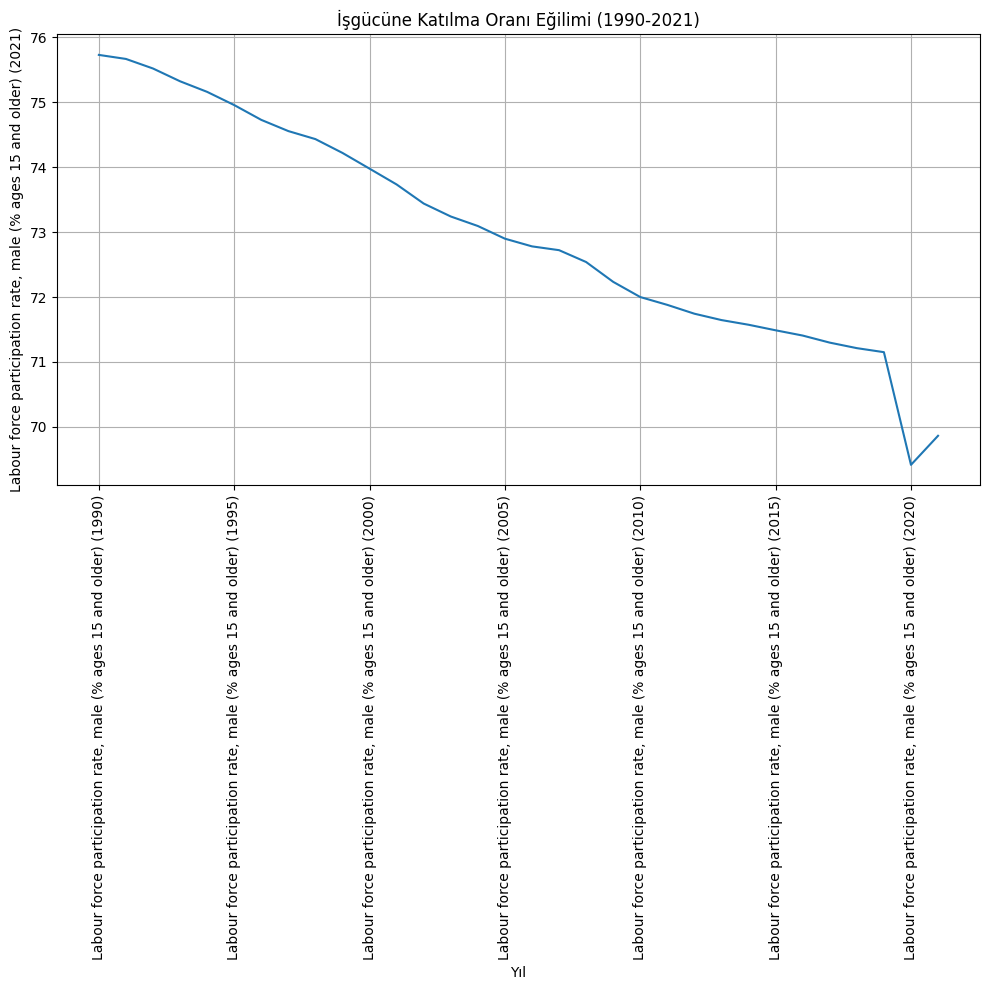 İşgücüne Katılma Oranı Eğilimi (1990-2021)
Labour force participation rate, male (% ages 15 and older) (2021)
76
75
74
73
72
71
70
Labour force participation rate, male (% ages 15 and older) (1990)
Labour force participation rate, male (% ages 15 and older) (1995)
Labour force participation rate, male (% ages 15 and older) (2000)
Labour force participation rate, male (% ages 15 and older) (2005)
Labour force participation rate, male (% ages 15 and older) (2010)
Labour force participation rate, male (% ages 15 and older) (2015)
Labour force participation rate, male (% ages 15 and older) (2020)
Yıl